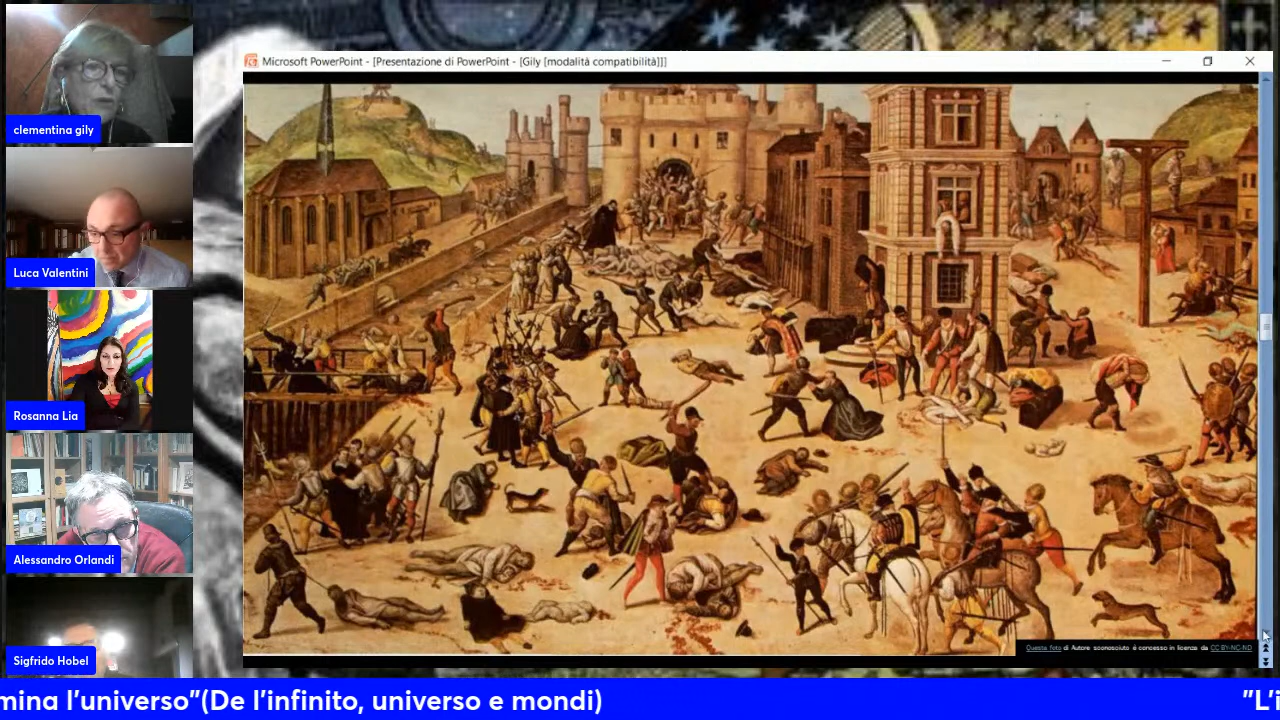 Microsoft PowerPoint - [Presentazione di PowerPoint - [Gily [modalità compatibilità]]]
clementina gily
Luca Valentini
Rosanna Lia
Alessandro Orlandi
Sigfrido Hobel
Questa foto di Autore sconosciuto è concesso in licenza da CC BY-NC-ND
mina l'universo"(De l'infinito, universo e mondi)
"L'i